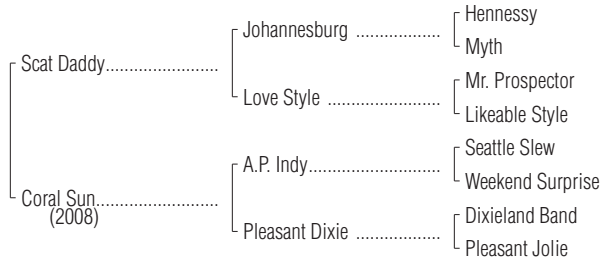 Hennessy
Johannesburg ..................
Myth
Scat Daddy........................
Mr. Prospector
Love Style ........................
Likeable Style
Seattle Slew
A.P. Indy............................
Weekend Surprise
Coral Sun..........................
(2008)
Dixieland Band
Pleasant Dixie ..................
Pleasant Jolie